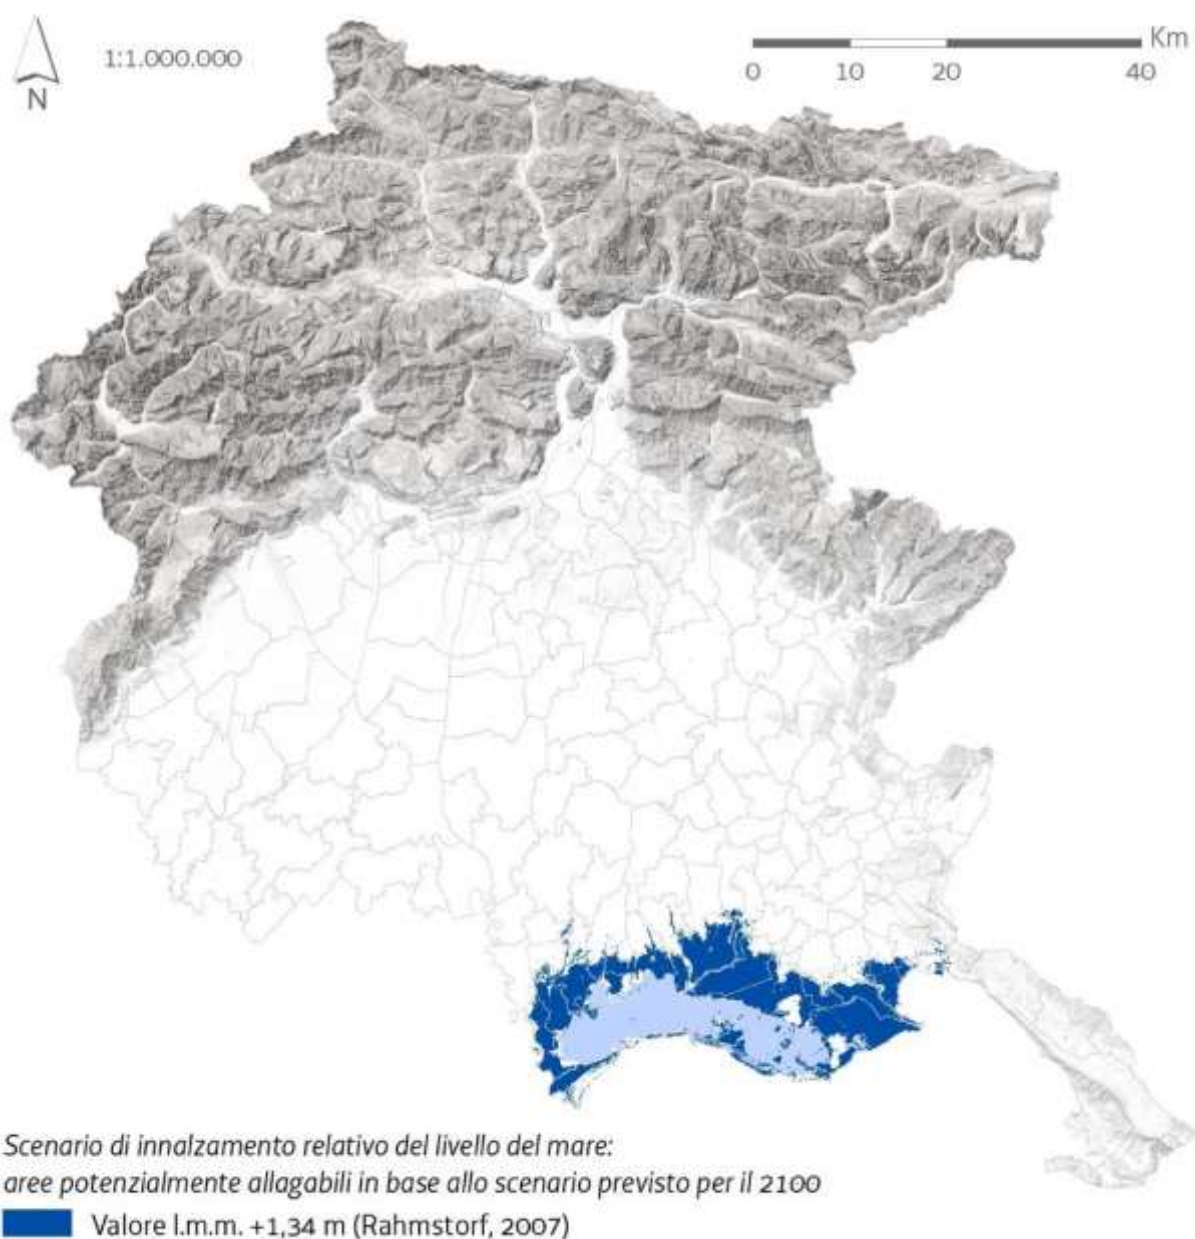 1:1.000.000
Km
0 10 20 40
N
Scenario di innalzamento relativo del livello del mare:
aree potenzialmente allagabili in base allo scenario previsto per il 2100
Valore l.m.m. +1,34 m (Rahmstorf, 2007)